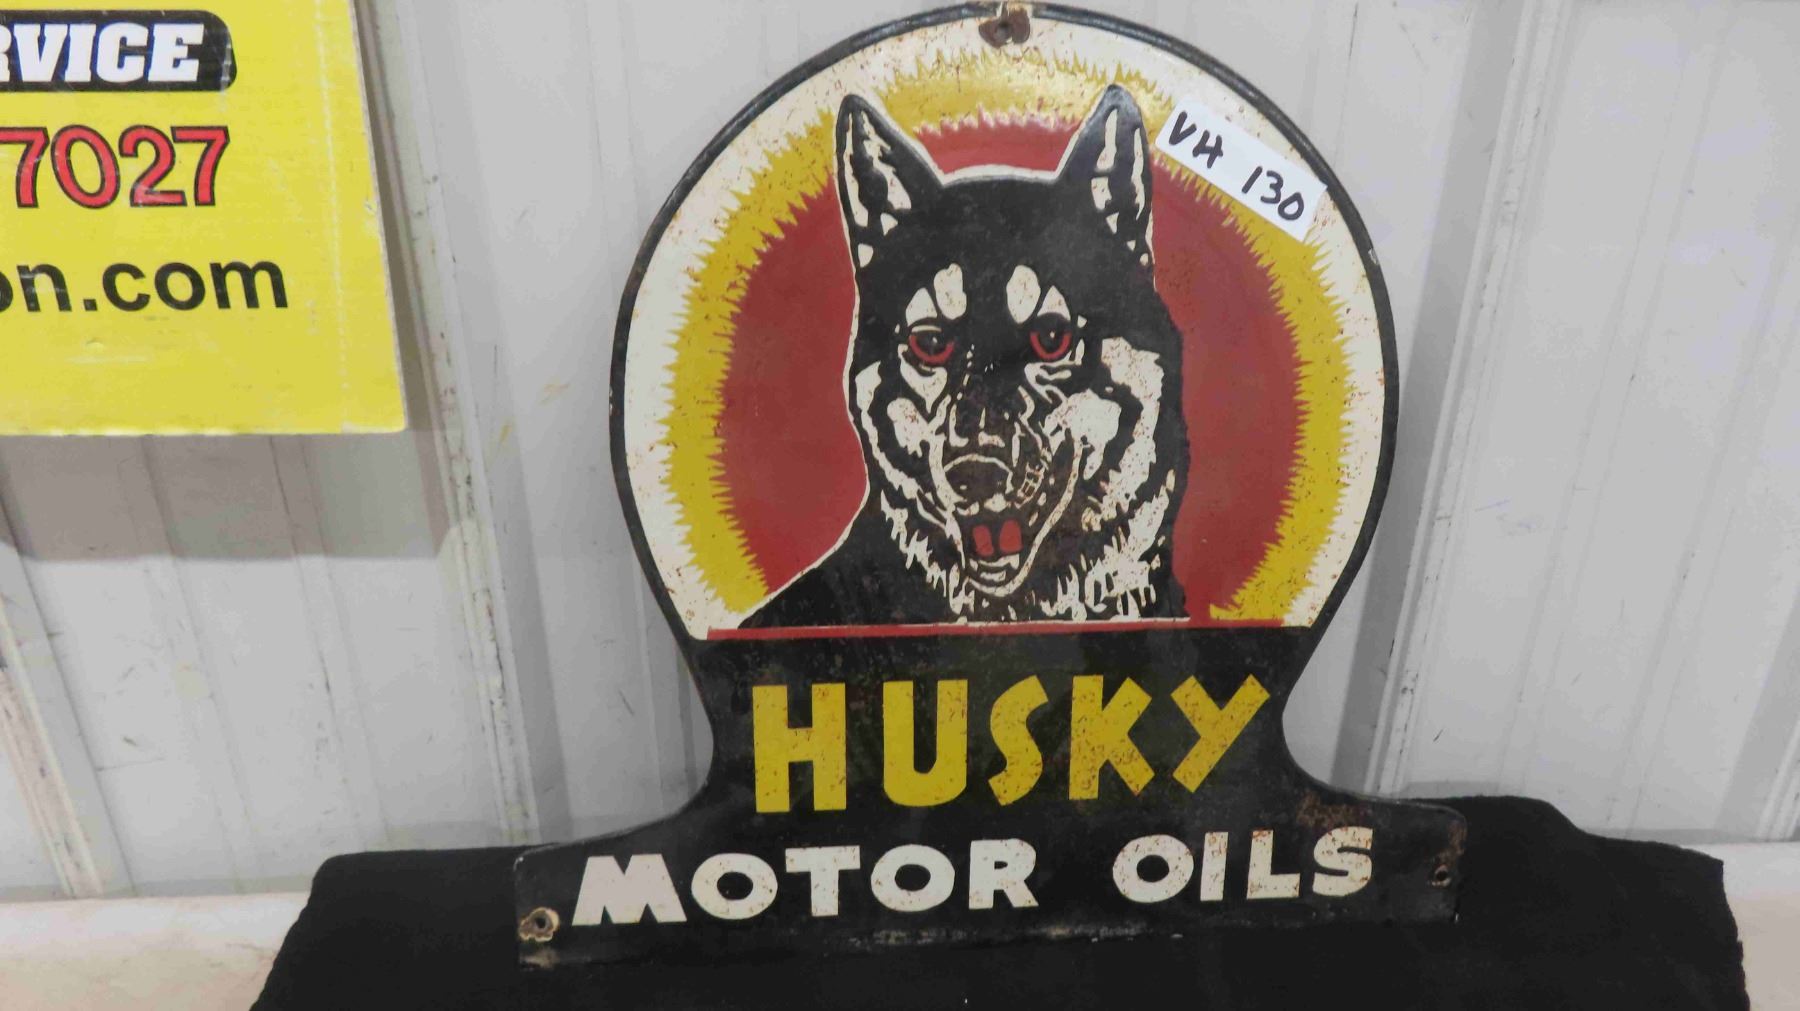 RVICE
7027
on.com
VH 130
HUSKY
MOTOR OILS